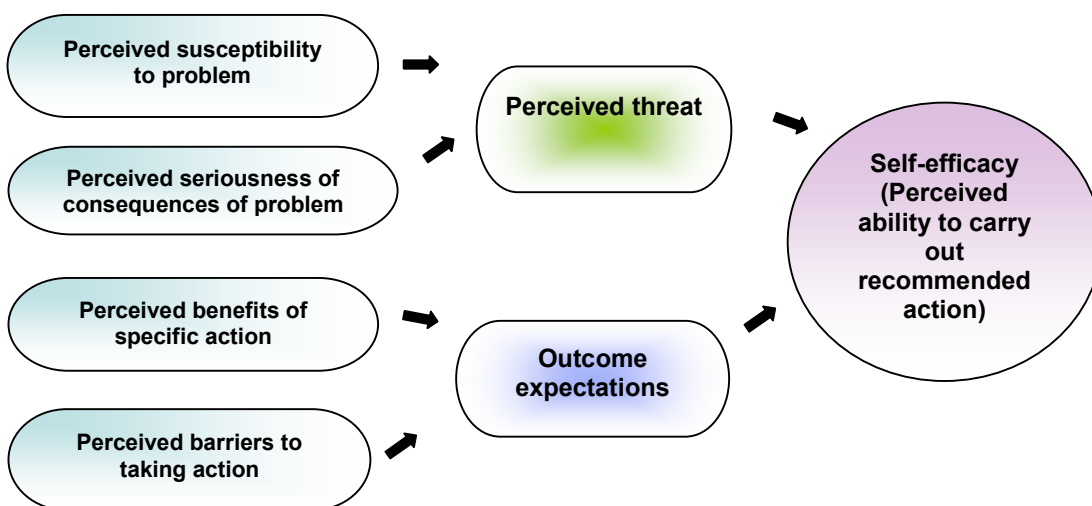 Perceived susceptibility
to problem
Perceived threat
Perceived seriousness of
consequences of problem
Self-efficacy
(Perceived
ability to carry
out
recommended
action)
Perceived benefits of
specific action
Outcome
expectations
Perceived barriers to
taking action